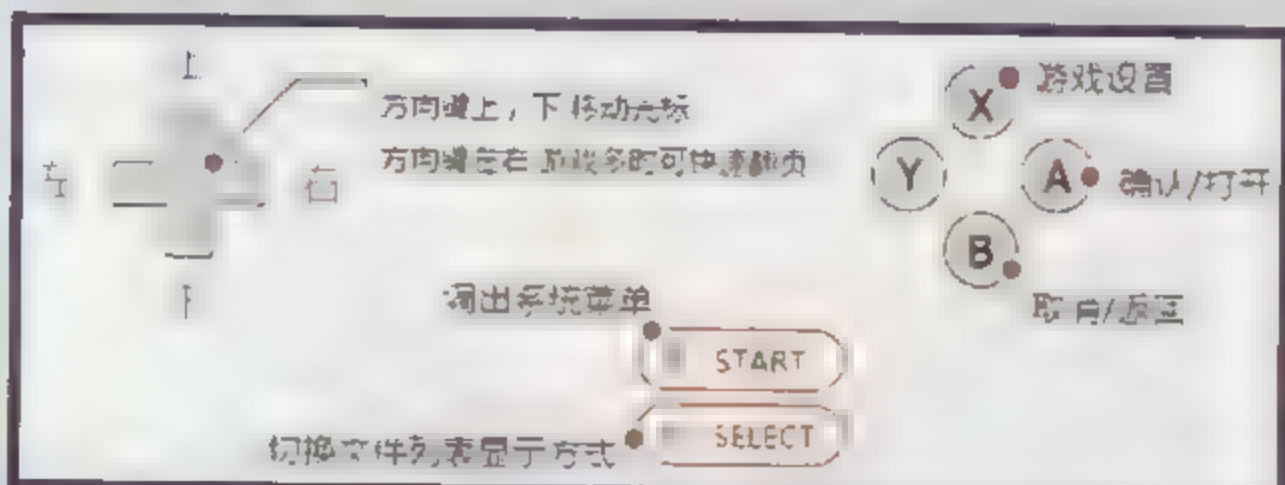 上
方向键上，下移动光标
方向键左右 游戏多时可快速翻页
左
右
下
X 游戏设置
Y
A 确认/打开
B 取消/返回
调出系统菜单
START
SELECT
切换文件列表显示方式